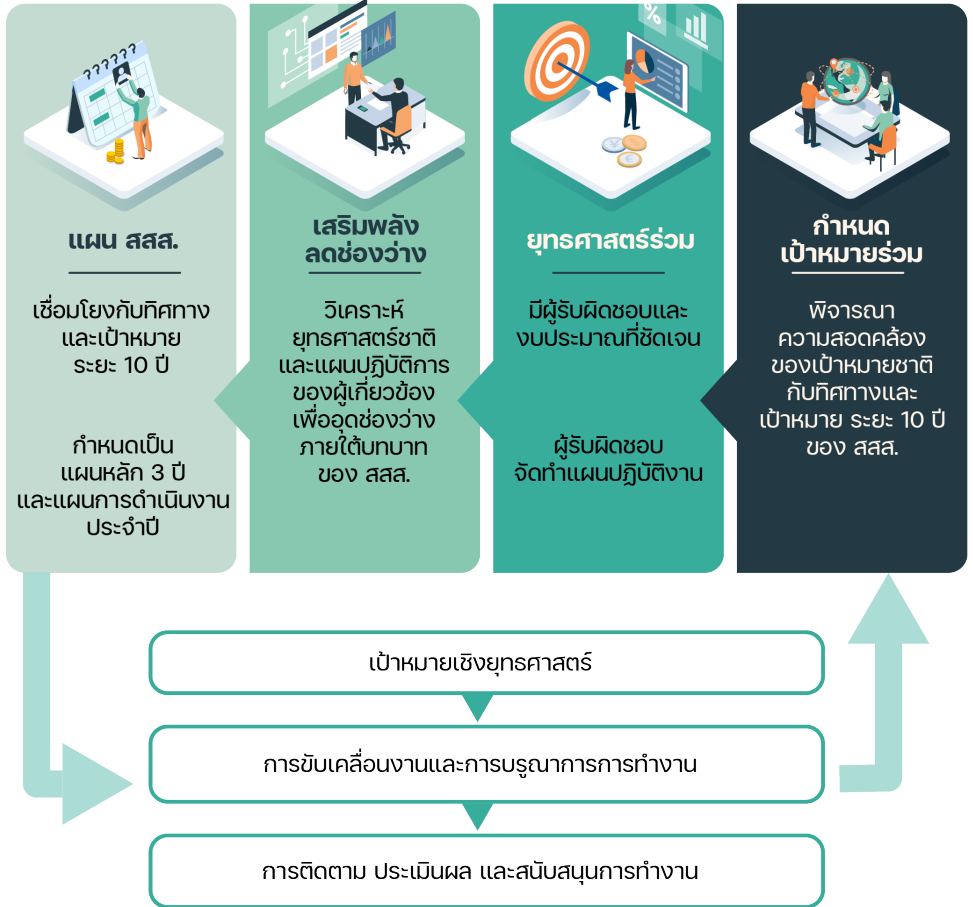 แผน สสส.
เชื่อมโยงกับทิศทาง
และเป้าหมาย
ระยะ 10 ปี
กำหนดเป็น
แผนหลัก 3 ปี
และแผนการดำเนินงาน
ประจำปี
เสริมพลัง
ลดช่องว่าง
วิเคราะห์
ยุทธศาสตร์ชาติ
และแผนปฏิบัติการ
ของผู้เกี่ยวข้อง
เพื่ออุดช่องว่าง
ภายใต้บทบาท
ของ สสส.
%
ยุทธศาสตร์ร่วม
มีผู้รับผิดชอบและ
งบประมาณที่ชัดเจน
ผู้รับผิดชอบ
จัดทำแผนปฏิบัติงาน
กำหนด
เป้าหมายร่วม
พิจารณา
ความสอดคล้อง
ของเป้าหมายชาติ
กับทิศทางและ
เป้าหมาย ระยะ 10 ปี
ของ สสส.
เป้าหมายเชิงยุทธศาสตร์
การขับเคลื่อนงานและการบรูณาการการทำงาน
การติดตาม ประเมินผล และสนับสนุนการทำงาน